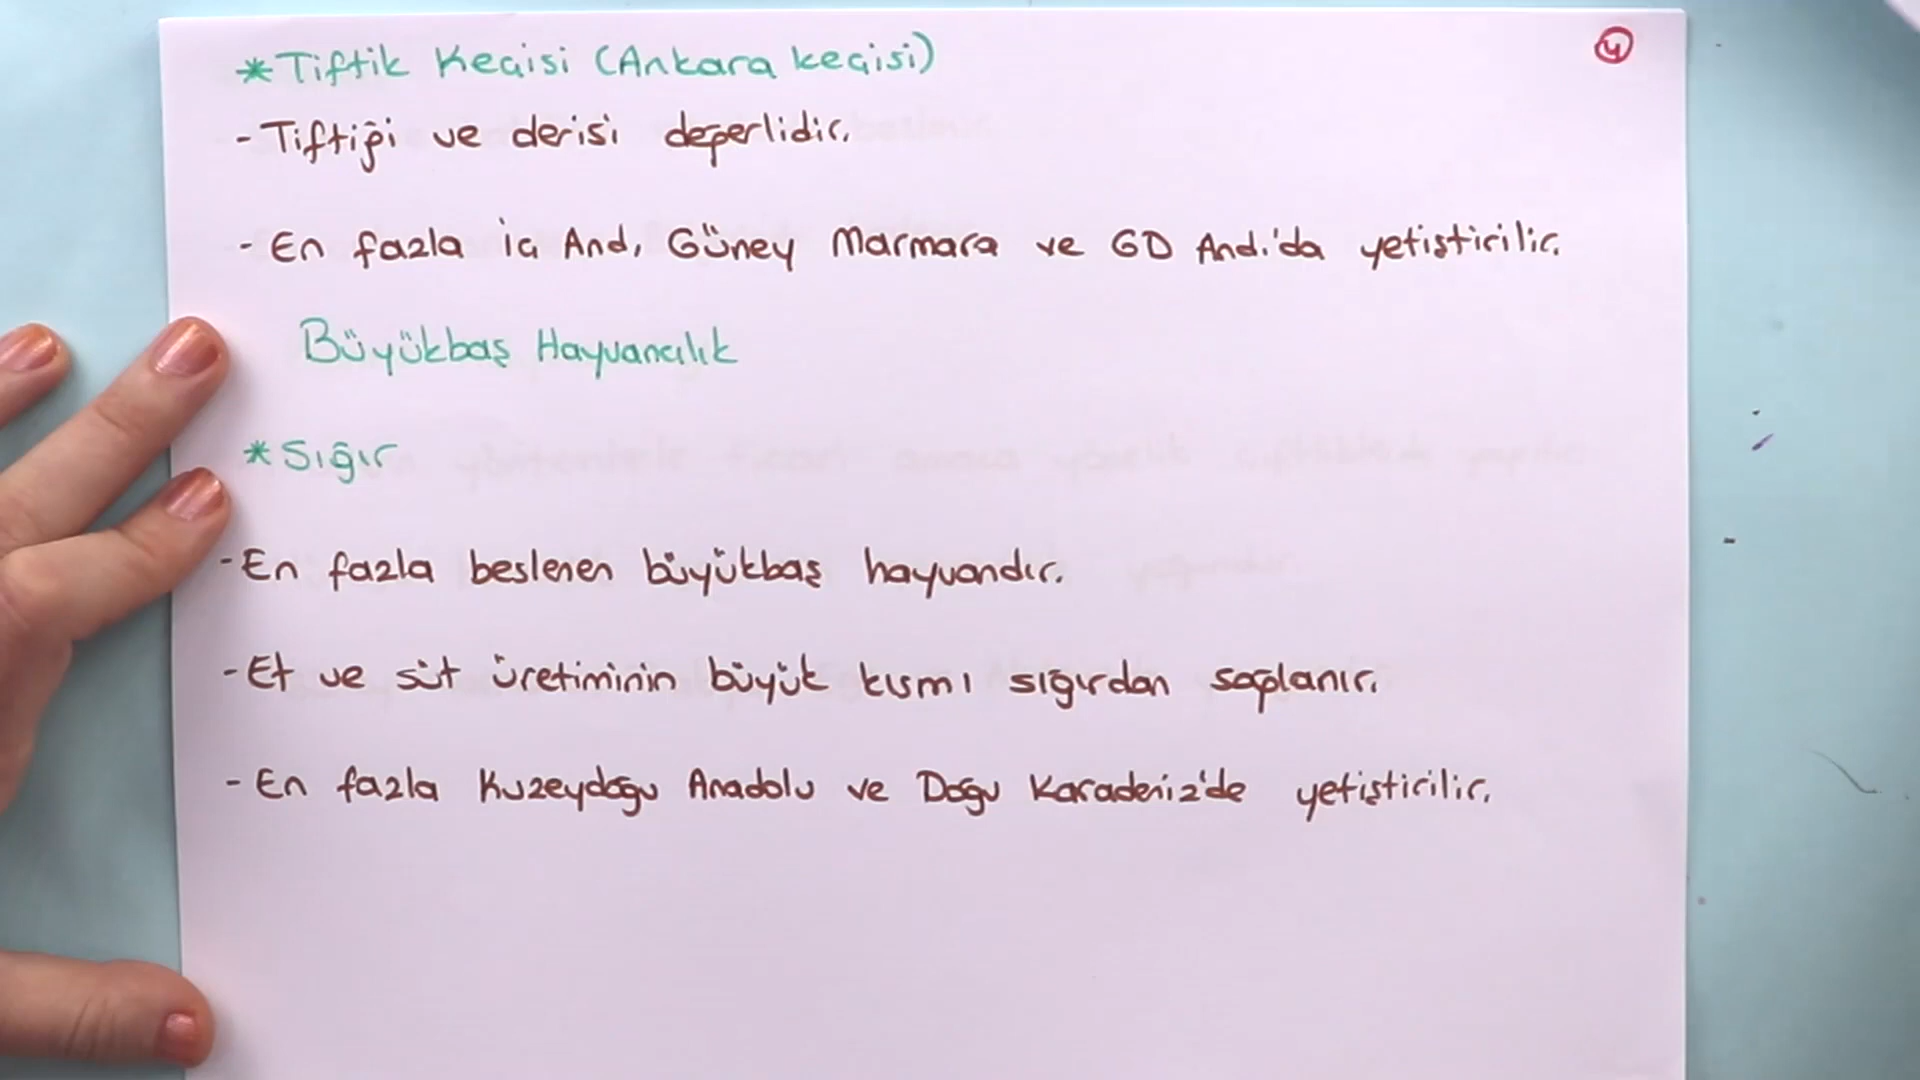 4
*Tiftik Keçisi (Ankara keçisi)
-Tiftiği ve derisi değerlidir.
-En fazla iç And, Güney Marmara ve GD And.'da yetiştirilir.
Büyükbaş Hayvancılık
*Sığır
-En fazla beslenen büyükbaş hayvandır.
-Et ve süt üretiminin büyük kısmı sığırdan sağlanır.
-En fazla Kuzeydoğu Anadolu ve Doğu Karadeniz'de yetiştirilir.